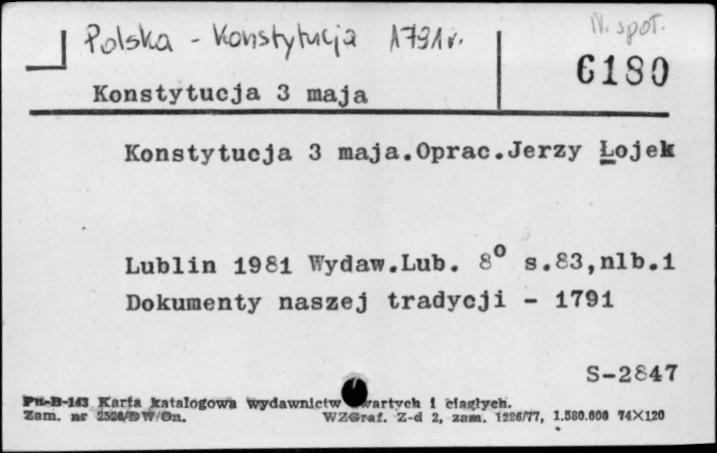 Polska - Konstytucja 1791 r.
N. społ.
6180
Konstytucja 3 maja
Konstytucja 3 maja.Oprac.Jerzy Łojek
Lublin 1981 Wydaw.Lub. 8° s.83,nlb.1
Dokumenty naszej tradycji - 1791
S-2847
Pu-B-143 Karta katalogowa wydawnictw zwartych i ciągłych.
Zam. nr 2526/DW/On. WZGraf. Z-d 2, zam. 1226/77, 1.580.000 74X120